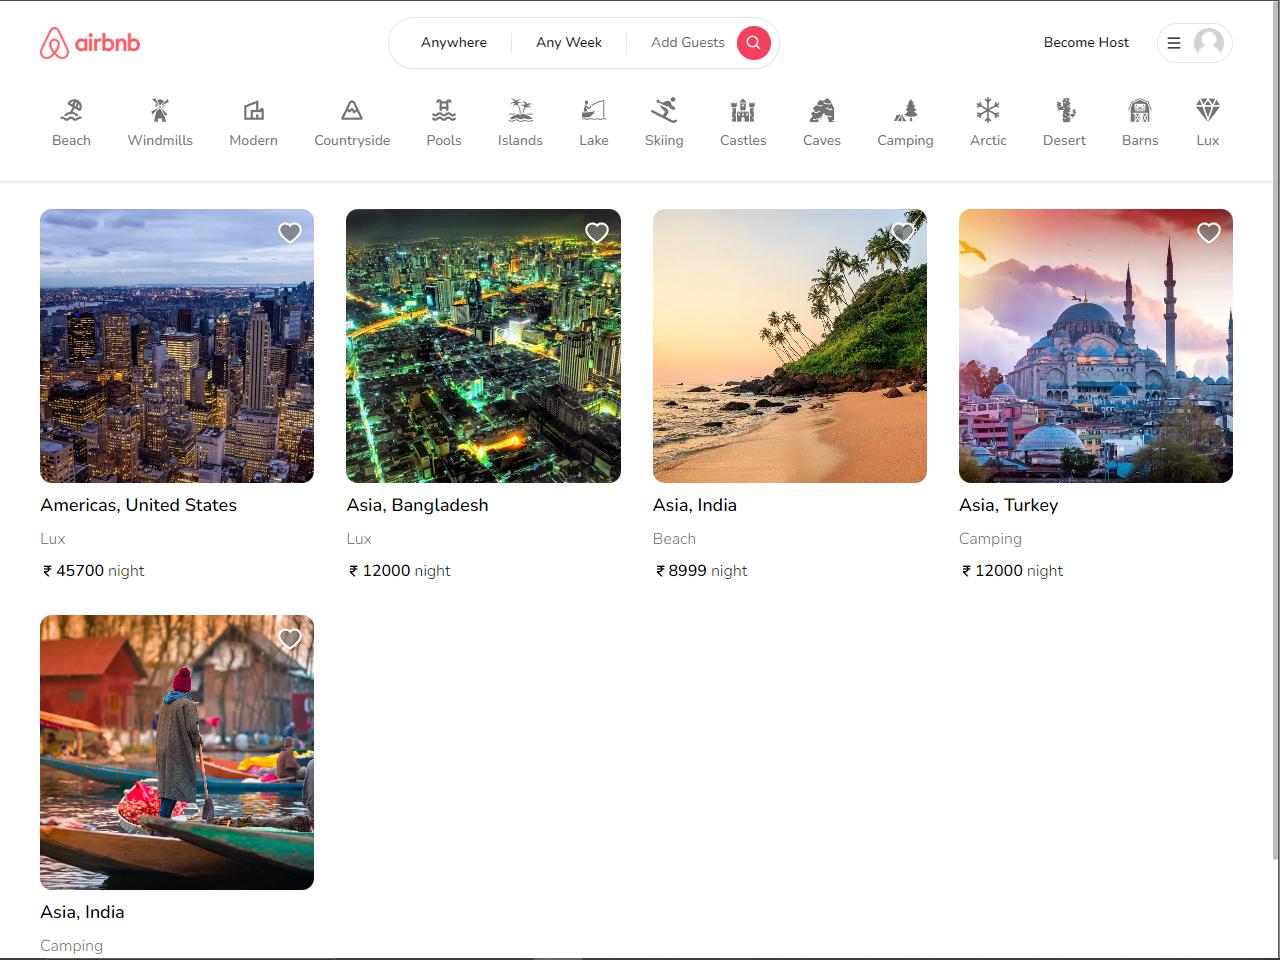 airbnb
Anywhere Any Week Add Guests
Become Host
Beach Windmills Modern Countryside Pools Islands Lake Skiing Castles Caves Camping Arctic Desert Barns Lux
Americas, United States
Lux
₹ 45700 night
Asia, Bangladesh
Lux
₹ 12000 night
Asia, India
Beach
₹ 8999 night
Asia, Turkey
Camping
₹ 12000 night
Asia, India
Camping